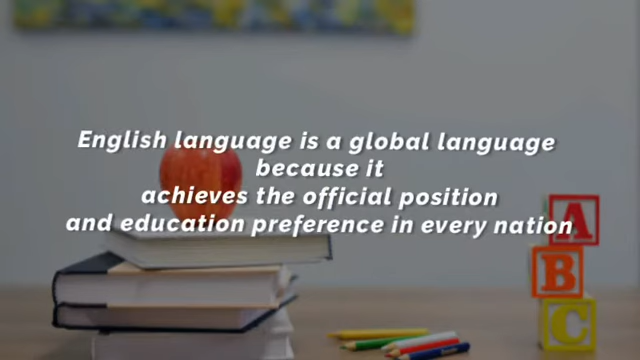 English language is a global language
because it
achieves the official position
and education preference in every nation
A
B
C